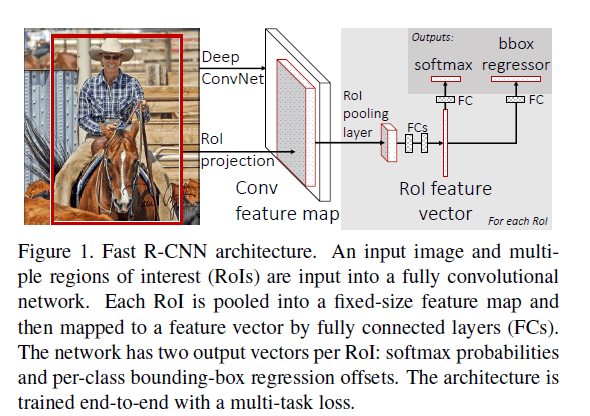 Outputs:
bbox
softmax regressor
Deep
ConvNet
FC
FC
RoI
pooling
layer
FCs
RoI
projection
Conv
feature map
RoI feature
vector
For each RoI
Figure 1. Fast R-CNN architecture. An input image and multi-
ple regions of interest (RoIs) are input into a fully convolutional
network. Each RoI is pooled into a fixed-size feature map and
then mapped to a feature vector by fully connected layers (FCs).
The network has two output vectors per RoI: softmax probabilities
and per-class bounding-box regression offsets. The architecture is
trained end-to-end with a multi-task loss.